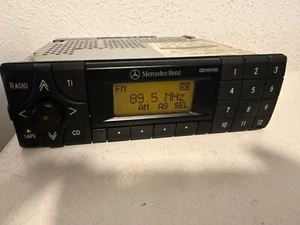 RADIO
TI
Mercedes-Benz
FM
89.5 MHz
AM AS SEL
TAPE
CD
1 2 3
4 5 6
7 8 9
10 11 12